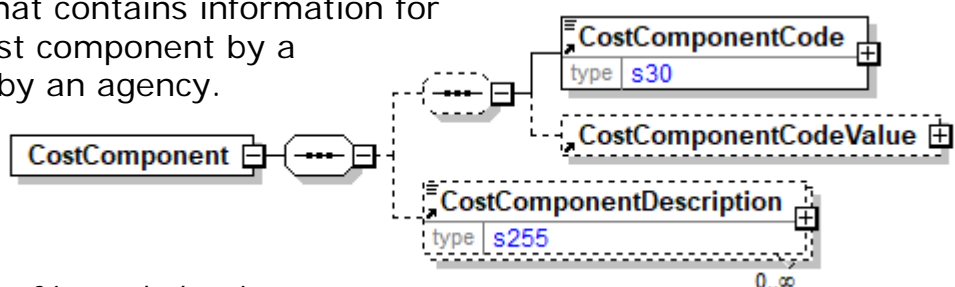 hat contains information for
st component by a
by an agency.
CostComponentCode
type s30
CostComponentCodeValue
CostComponent
CostComponentDescription
type s255
0..∞